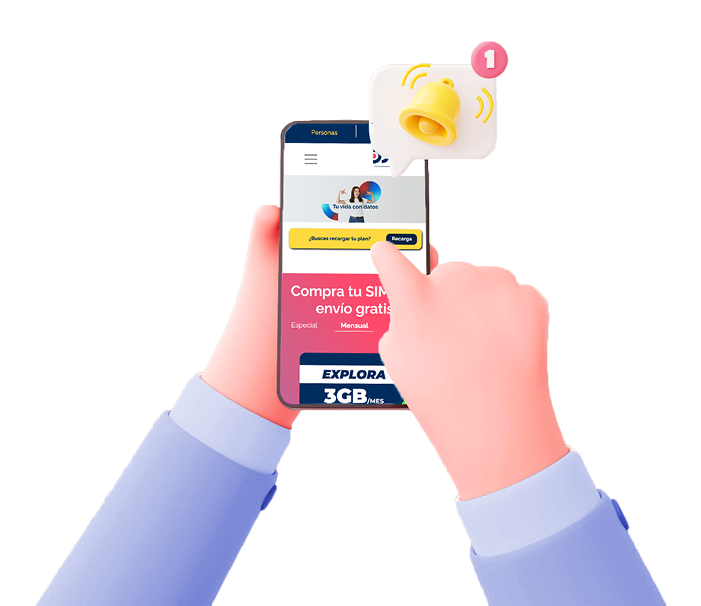 1
Personas
Tu vida con datos
¿Buscas recargar tu plan? Recarga
Compra tu SIM
envío gratis
Especial Mensual
EXPLORA
3GB/MES